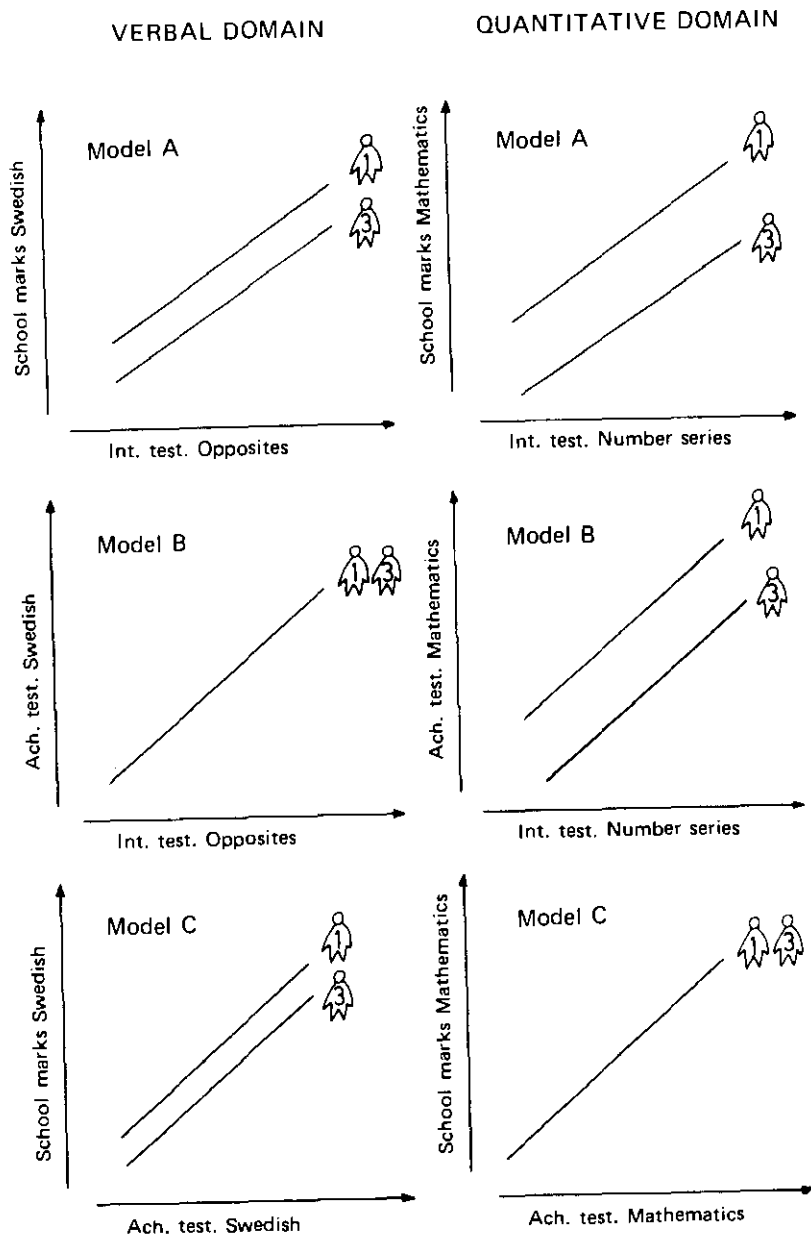 VERBAL DOMAIN
QUANTITATIVE DOMAIN
Model A
1
3
School marks Swedish
Int. test. Opposites
Model A
1
3
School marks Mathematics
Int. test. Number series
Model B
1 3
Ach. test. Swedish
Int. test. Opposites
Model B
1
3
Ach. test. Mathematics
Int. test. Number series
Model C
1
3
School marks Swedish
Ach. test. Swedish
Model C
1 3
School marks Mathematics
Ach. test. Mathematics